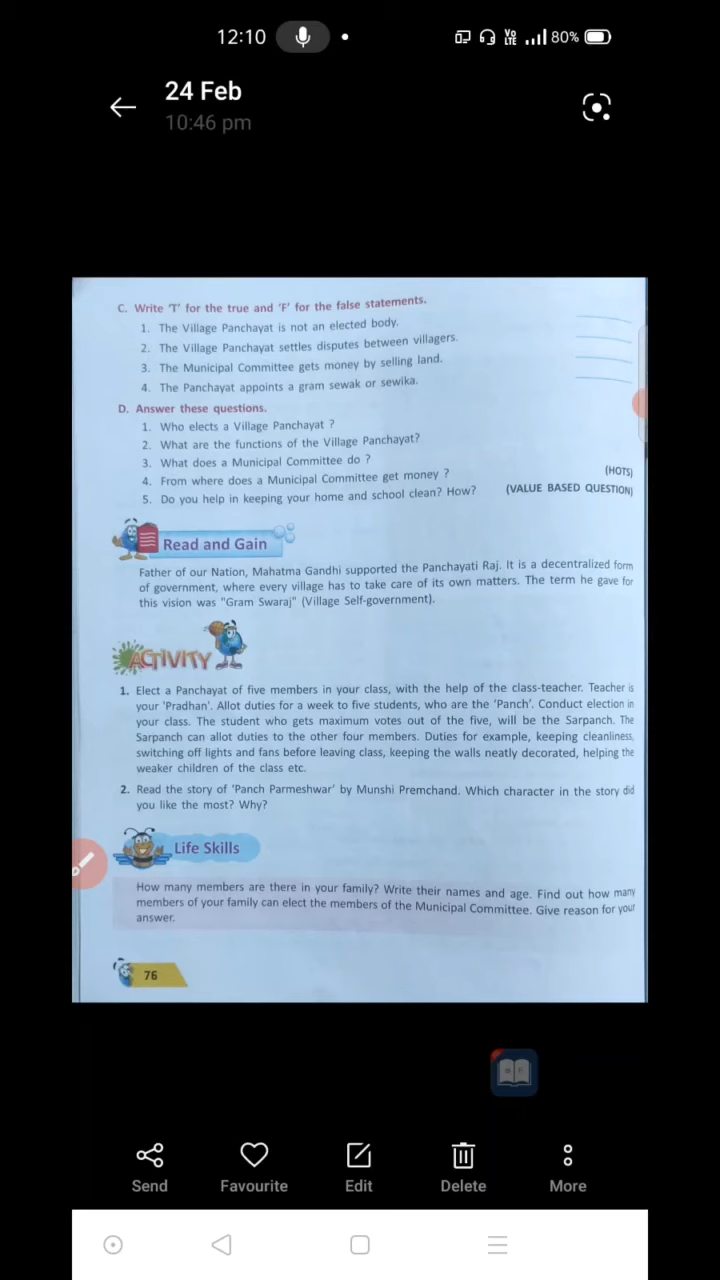 12:10
VO LTE 80%
24 Feb
10:46 pm
C. Write 'T' for the true and 'F' for the false statements.
1. The Village Panchayat is not an elected body.
2. The Village Panchayat settles disputes between villagers.
3. The Municipal Committee gets money by selling land.
4. The Panchayat appoints a gram sewak or sewika.
D. Answer these questions.
1. Who elects a Village Panchayat ?
2. What are the functions of the Village Panchayat?
3. What does a Municipal Committee do ?
4. From where does a Municipal Committee get money ? (HOTS)
5. Do you help in keeping your home and school clean? How? (VALUE BASED QUESTION)
Read and Gain
Father of our Nation, Mahatma Gandhi supported the Panchayati Raj. It is a decentralized form
of government, where every village has to take care of its own matters. The term he gave for
this vision was "Gram Swaraj" (Village Self-government).
ACTIVITY
1. Elect a Panchayat of five members in your class, with the help of the class-teacher. Teacher is
your 'Pradhan'. Allot duties for a week to five students, who are the 'Panch'. Conduct election in
your class. The student who gets maximum votes out of the five, will be the Sarpanch. The
Sarpanch can allot duties to the other four members. Duties for example, keeping cleanliness,
switching off lights and fans before leaving class, keeping the walls neatly decorated, helping the
weaker children of the class etc.
2. Read the story of 'Panch Parmeshwar' by Munshi Premchand. Which character in the story did
you like the most? Why?
Life Skills
How many members are there in your family? Write their names and age. Find out how many
members of your family can elect the members of the Municipal Committee. Give reason for your
answer.
76
Send
Favourite
Edit
Delete
More